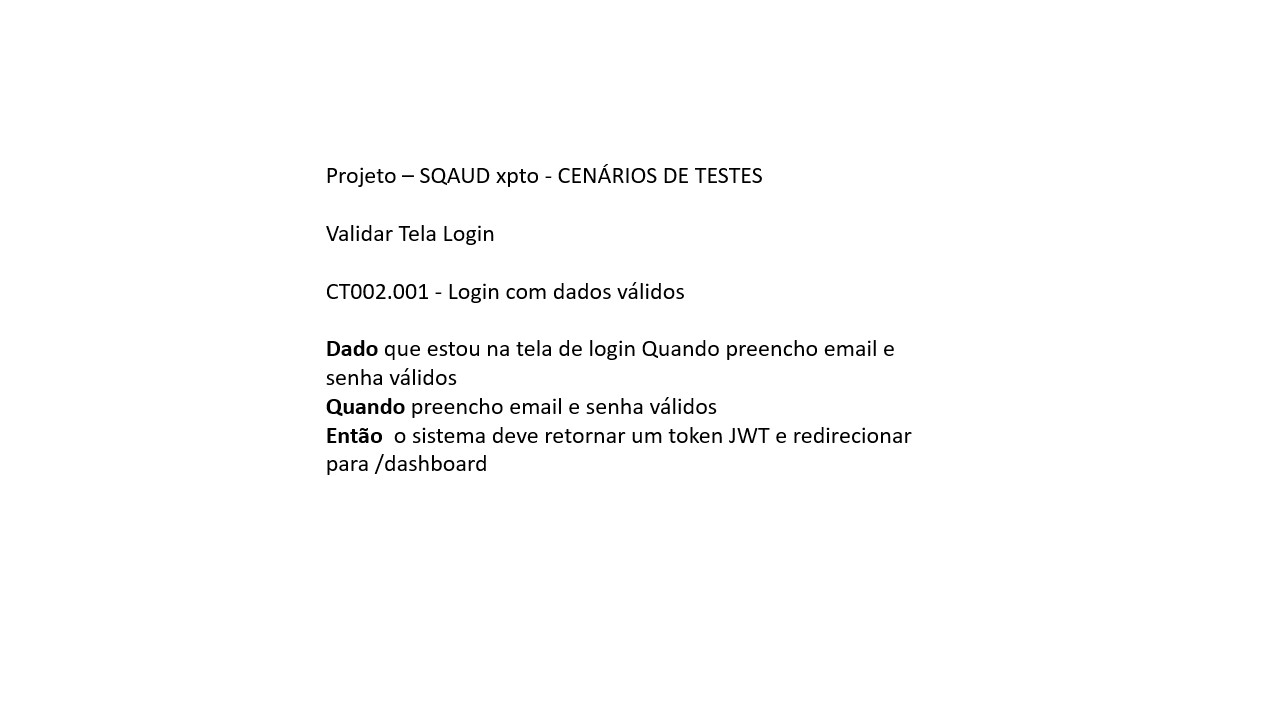 Projeto – SQAUD xpto - CENÁRIOS DE TESTES
Validar Tela Login
CT002.001 - Login com dados válidos
Dado que estou na tela de login Quando preencho email e
senha válidos
Quando preencho email e senha válidos
Então  o sistema deve retornar um token JWT e redirecionar
para /dashboard